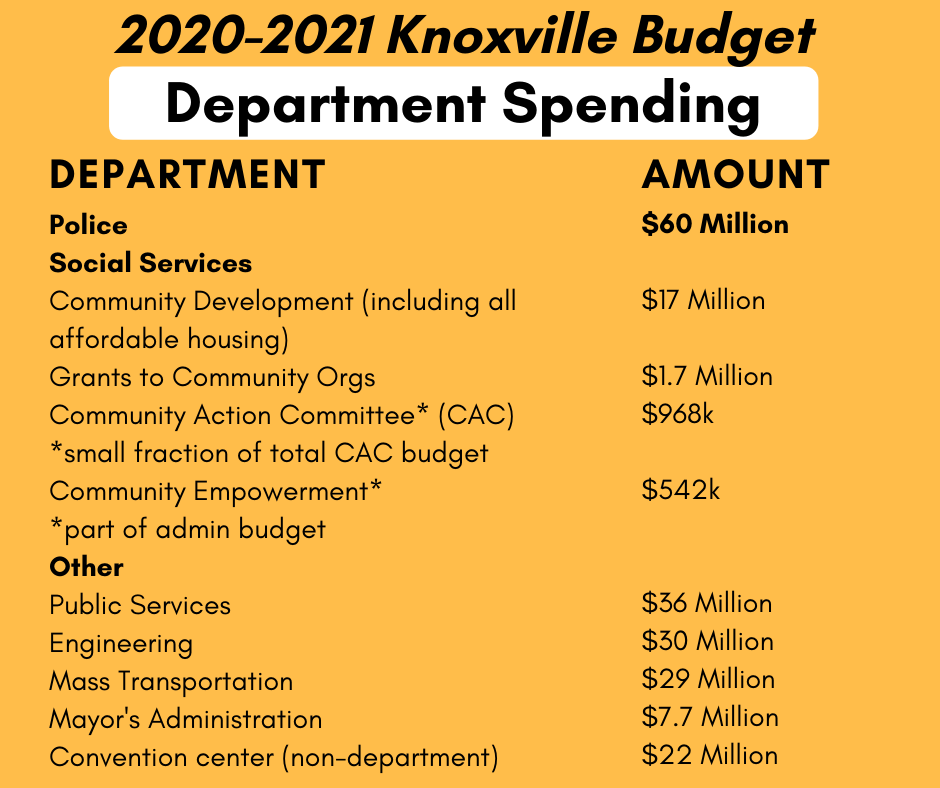 2020-2021 Knoxville Budget
Department Spending
DEPARTMENT AMOUNT
Police $60 Million
Social Services
Community Development (including all $17 Million
affordable housing)
Grants to Community Orgs $1.7 Million
Community Action Committee* (CAC) $968k
*small fraction of total CAC budget
Community Empowerment* $542k
*part of admin budget
Other
Public Services $36 Million
Engineering $30 Million
Mass Transportation $29 Million
Mayor's Administration $7.7 Million
Convention center (non-department) $22 Million